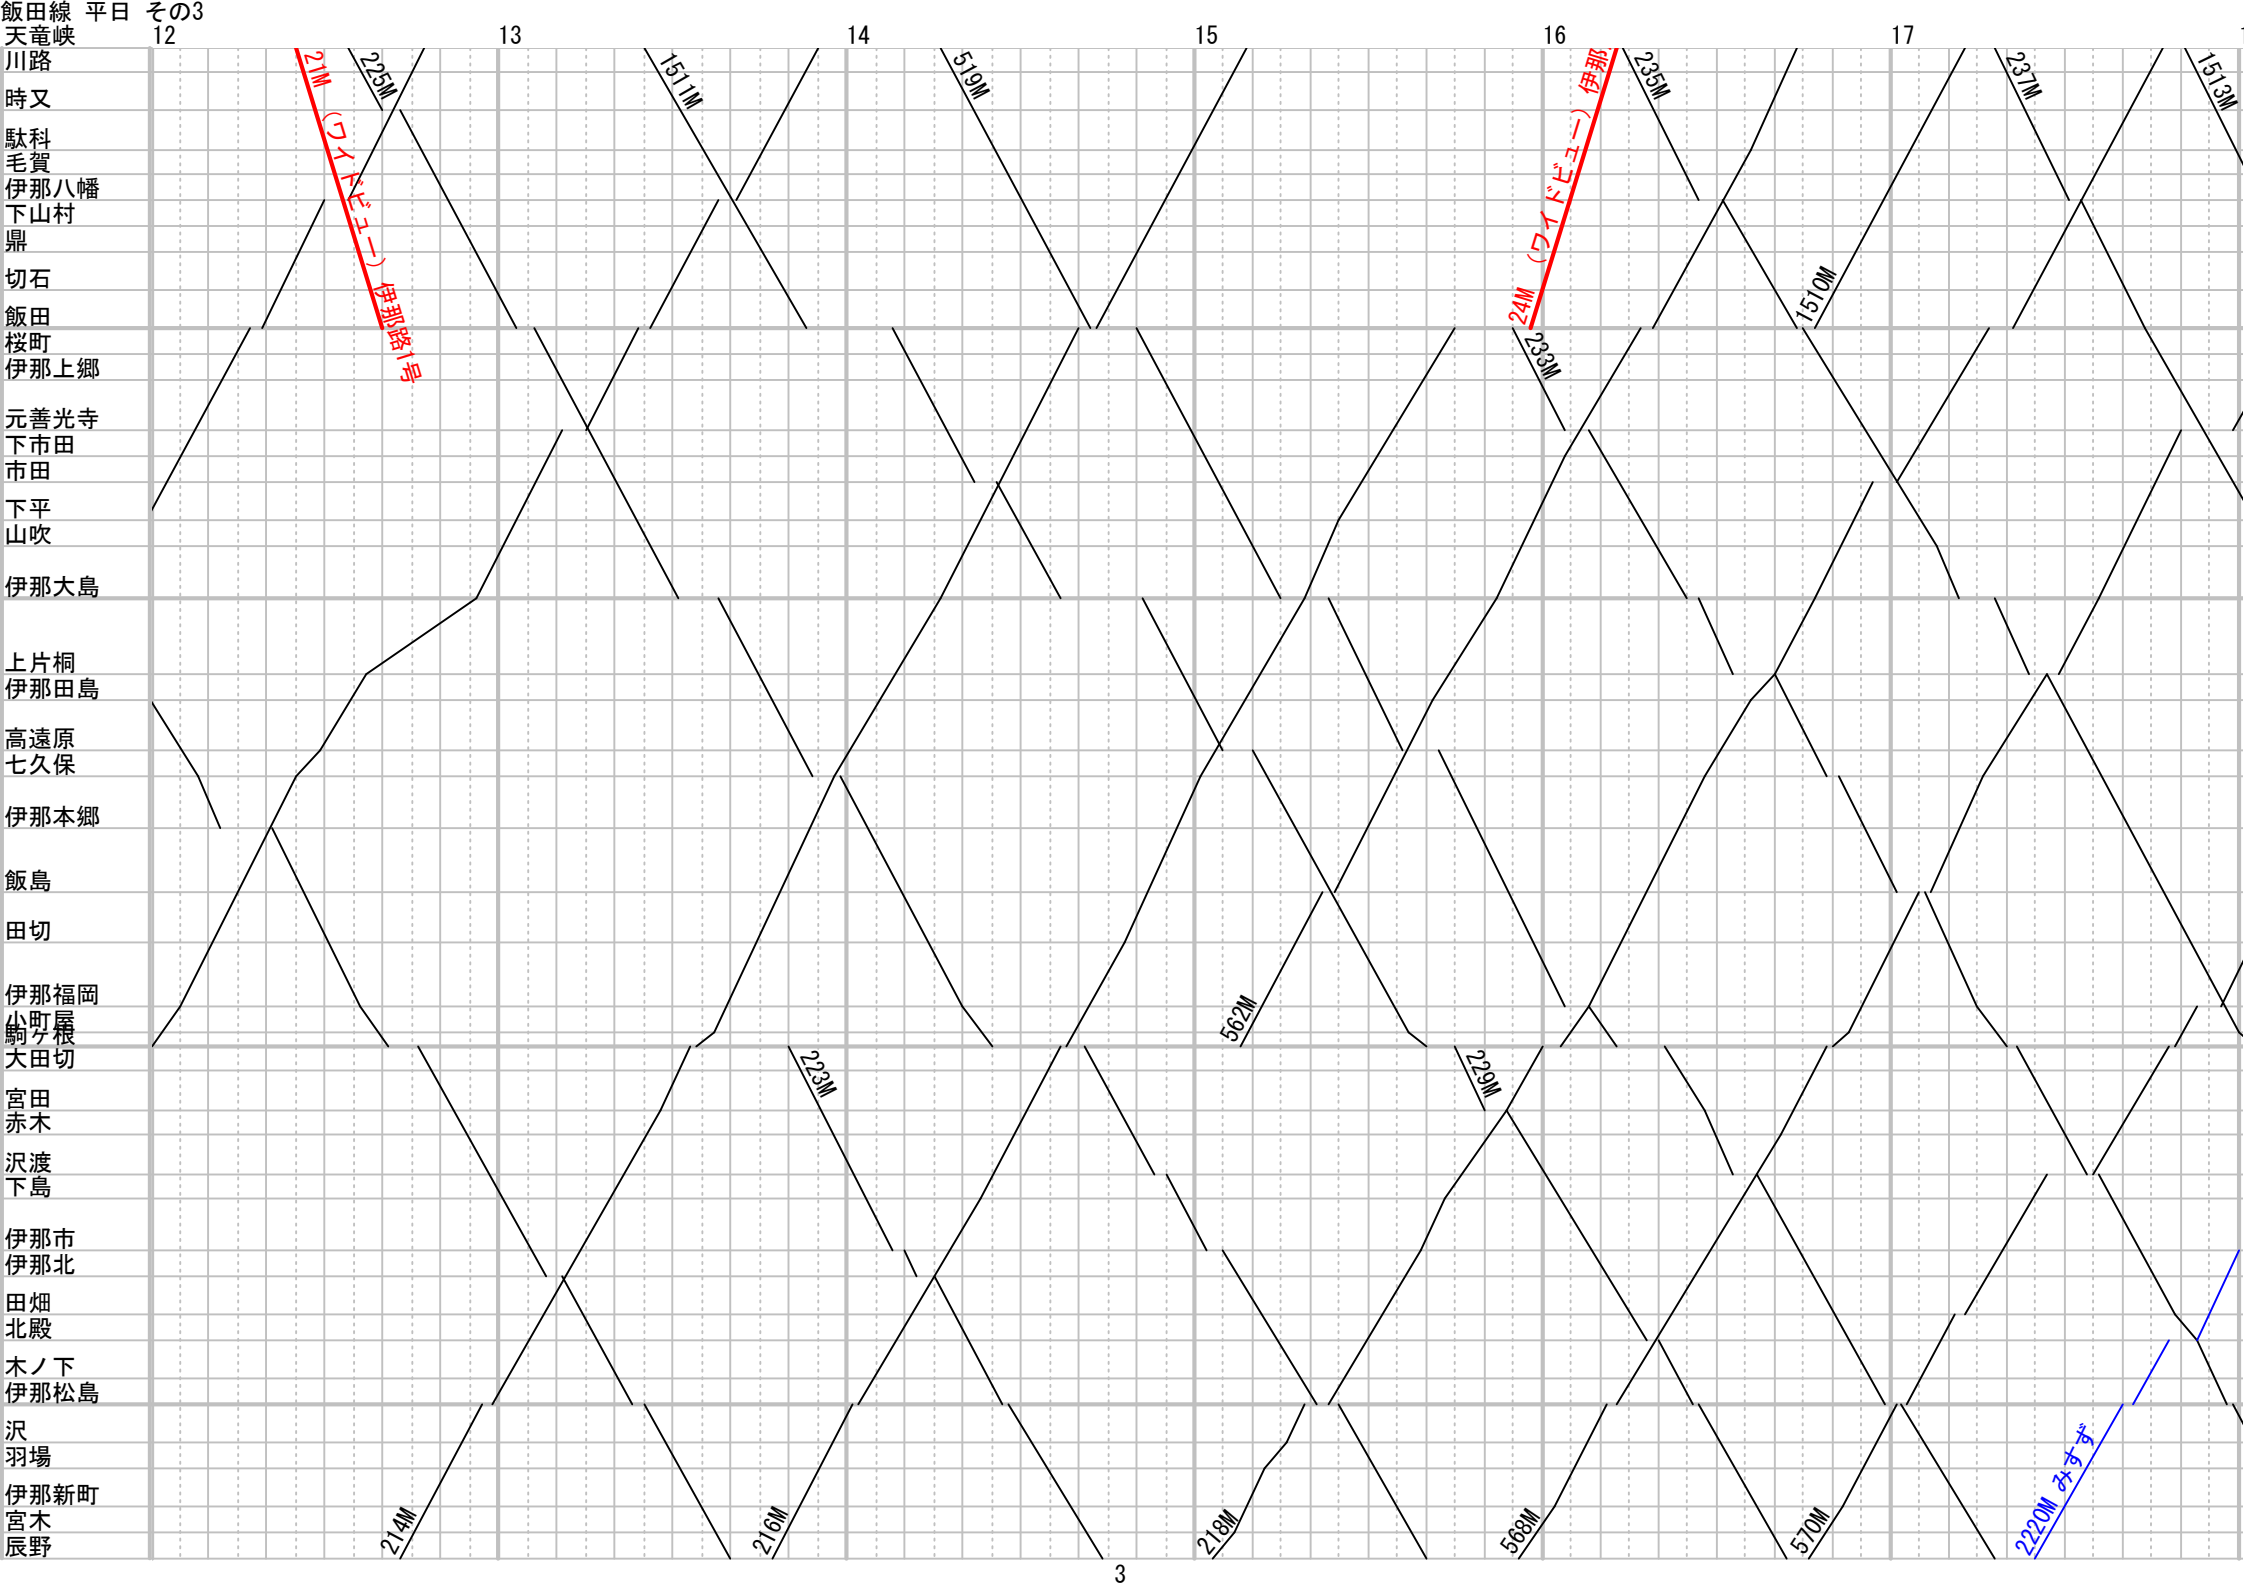 飯田線 平日 その3
天竜峡
12 13 14 15 16 17
川路
時又
駄科
毛賀
伊那八幡
下山村
鼎
切石
飯田
桜町
伊那上郷
元善光寺
下市田
市田
下平
山吹
伊那大島
上片桐
伊那田島
高遠原
七久保
伊那本郷
飯島
田切
伊那福岡
小町屋
駒ヶ根
大田切
宮田
赤木
沢渡
下島
伊那市
伊那北
田畑
北殿
木ノ下
伊那松島
沢
羽場
伊那新町
宮木
辰野
21M (ワイドビュー) 伊那路1号
225M
1511M
519M
24M (ワイドビュー) 伊那
235M
237M
1513M
1510M
233M
562M
223M
229M
214M
216M
218M
568M
570M
2220M みすず
3